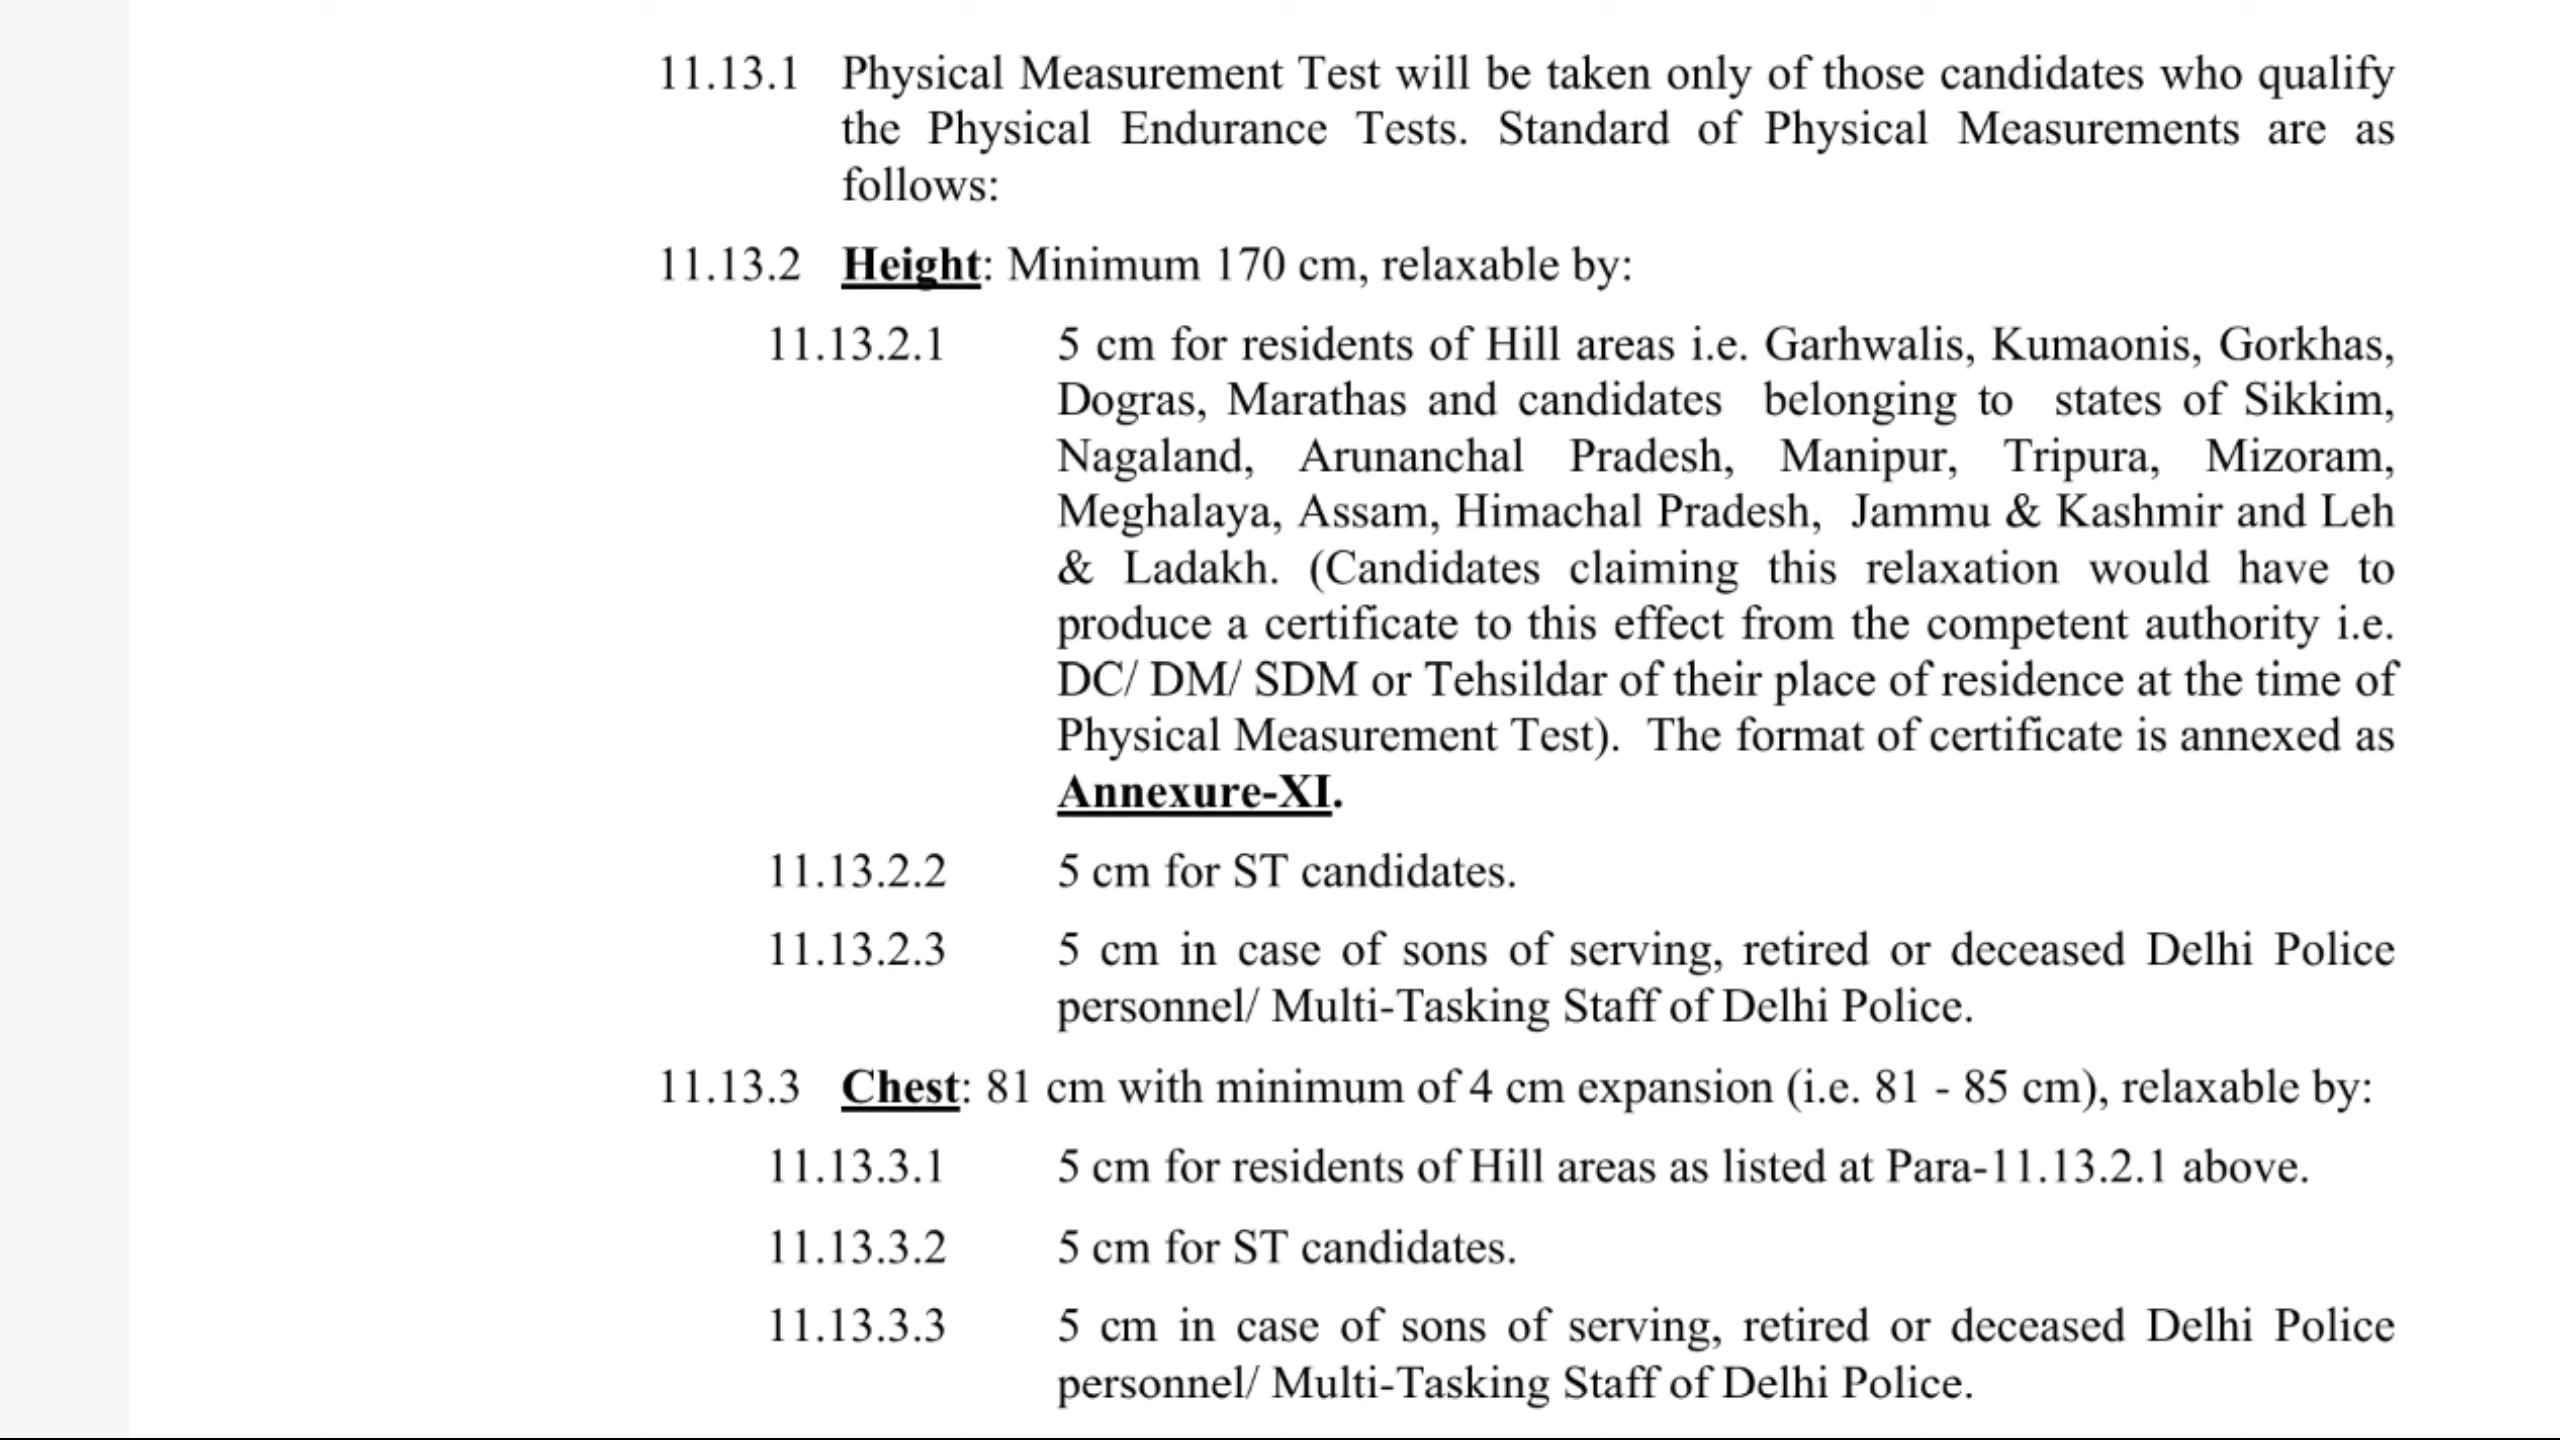 11.13.1 Physical Measurement Test will be taken only of those candidates who qualify
the Physical Endurance Tests. Standard of Physical Measurements are as
follows:
11.13.2 Height: Minimum 170 cm, relaxable by:
11.13.2.1 5 cm for residents of Hill areas i.e. Garhwalis, Kumaonis, Gorkhas,
Dogras, Marathas and candidates belonging to states of Sikkim,
Nagaland, Arunanchal Pradesh, Manipur, Tripura, Mizoram,
Meghalaya, Assam, Himachal Pradesh, Jammu & Kashmir and Leh
& Ladakh. (Candidates claiming this relaxation would have to
produce a certificate to this effect from the competent authority i.e.
DC/ DM/ SDM or Tehsildar of their place of residence at the time of
Physical Measurement Test). The format of certificate is annexed as
Annexure-XI.
11.13.2.2 5 cm for ST candidates.
11.13.2.3 5 cm in case of sons of serving, retired or deceased Delhi Police
personnel/ Multi-Tasking Staff of Delhi Police.
11.13.3 Chest: 81 cm with minimum of 4 cm expansion (i.e. 81 - 85 cm), relaxable by:
11.13.3.1 5 cm for residents of Hill areas as listed at Para-11.13.2.1 above.
11.13.3.2 5 cm for ST candidates.
11.13.3.3 5 cm in case of sons of serving, retired or deceased Delhi Police
personnel/ Multi-Tasking Staff of Delhi Police.